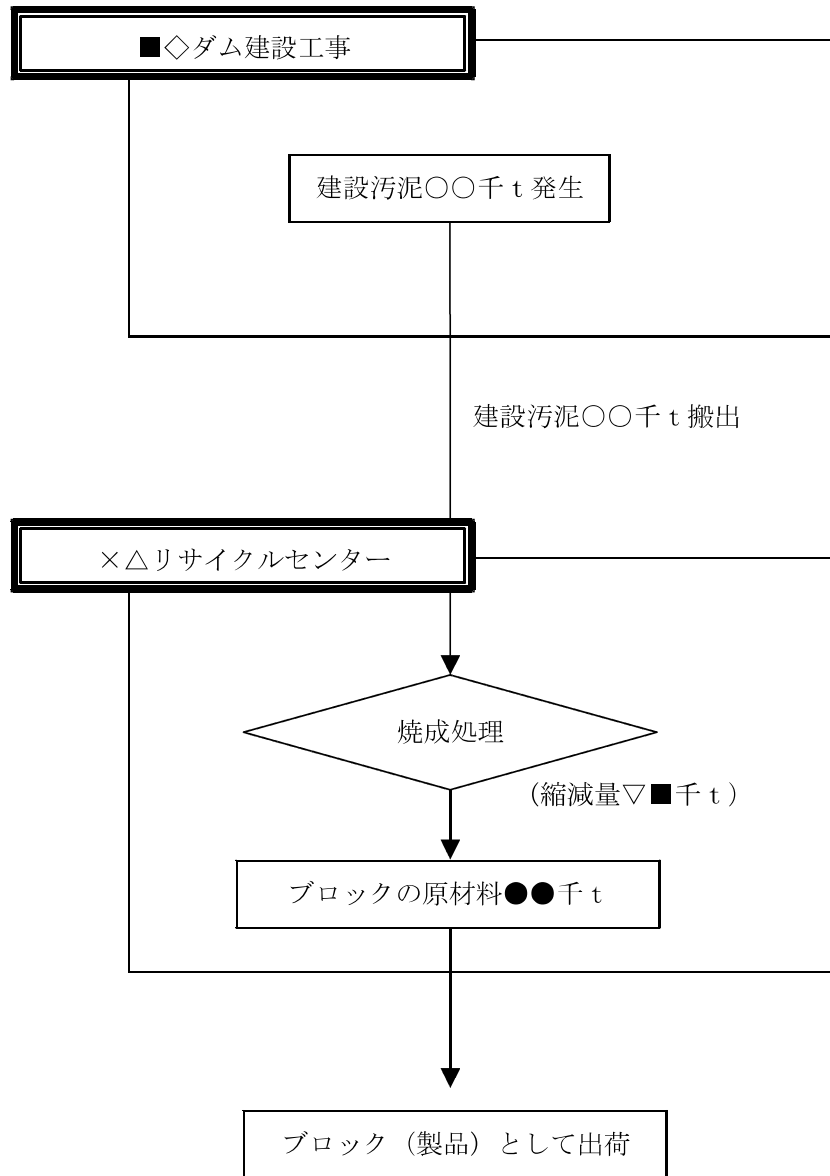 ■◇ダム建設工事
建設汚泥○○千ｔ発生
建設汚泥○○千ｔ搬出
×△リサイクルセンター
焼成処理
（縮減量▽■千ｔ）
ブロックの原材料●●千ｔ
ブロック（製品）として出荷